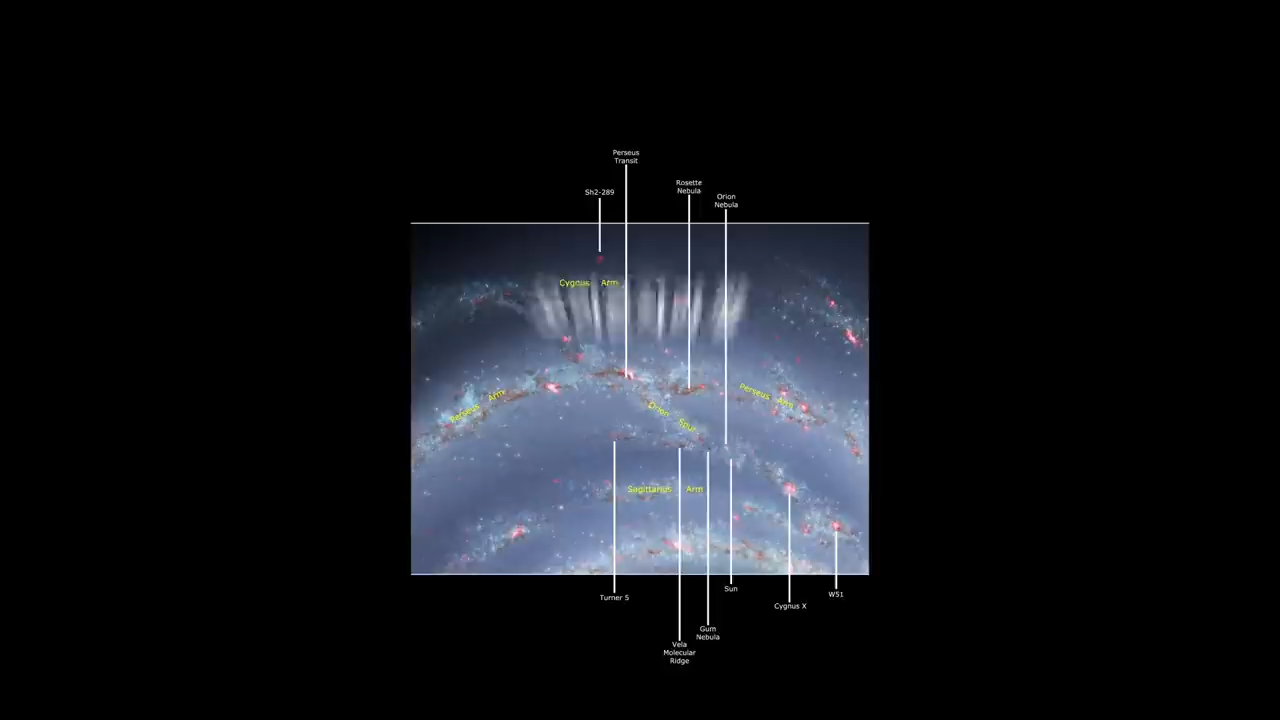 Perseus
Transit
Rosette
Nebula
Sh2-289
Orion
Nebula
Cygnus Arm
Perseus Arm
Orion Spur
Perseus Arm
Sagittarius Arm
Sun
W51
Turner 5
Cygnus X
Gum
Nebula
Vela
Molecular
Ridge